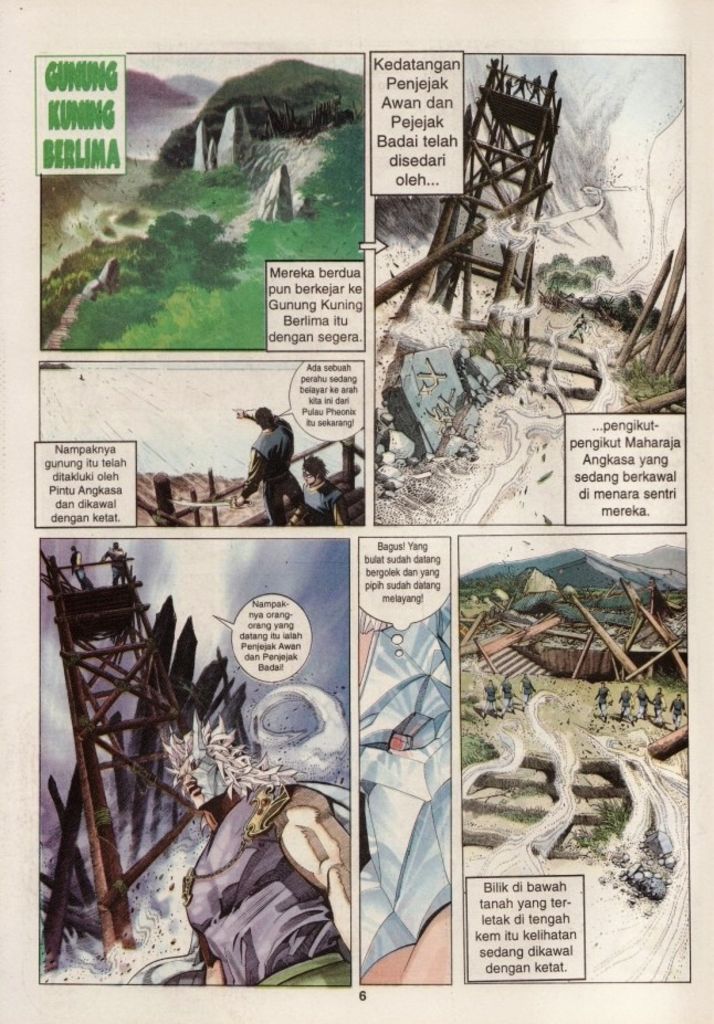 GUNUNG
KUNING
BERLIMA
Mereka berdua
pun berkejar ke
Gunung Kuning
Berlima itu
dengan segera.
Kedatangan
Penjejak
Awan dan
Pejejak
Badai telah
disedari
oleh...
...pengikut-
pengikut Maharaja
Angkasa yang
sedang berkawal
di menara sentri
mereka.
Ada sebuah
perahu sedang
belayar ke arah
kita ini dari
Pulau Pheonix
itu sekarang!
Nampaknya
gunung itu telah
ditakluki oleh
Pintu Angkasa
dan dikawal
dengan ketat.
Nampak-
nya orang-
orang yang
datang itu ialah
Penjejak Awan
dan Penjejak
Badai!
Bagus! Yang
bulat sudah datang
bergolek dan yang
pipih sudah datang
melayang!
Bilik di bawah
tanah yang ter-
letak di tengah
kem itu kelihatan
sedang dikawal
dengan ketat.
6